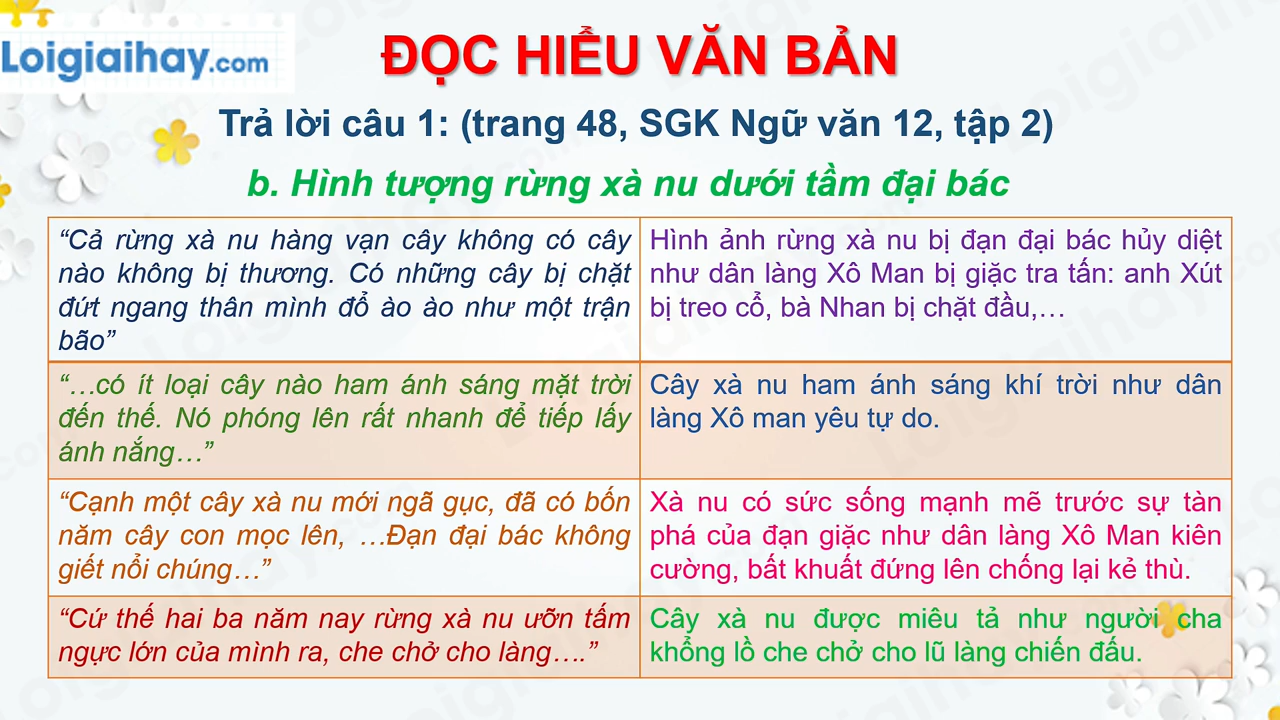 Loigiaihay.com
ĐỌC HIỂU VĂN BẢN
Trả lời câu 1: (trang 48, SGK Ngữ văn 12, tập 2)
b. Hình tượng rừng xà nu dưới tầm đại bác
“Cả rừng xà nu hàng vạn cây không có cây
nào không bị thương. Có những cây bị chặt
đứt ngang thân mình đổ ào ào như một trận
bão”
Hình ảnh rừng xà nu bị đạn đại bác hủy diệt
như dân làng Xô Man bị giặc tra tấn: anh Xút
bị treo cổ, bà Nhan bị chặt đầu,…
“…có ít loại cây nào ham ánh sáng mặt trời
đến thế. Nó phóng lên rất nhanh để tiếp lấy
ánh nắng…”
Cây xà nu ham ánh sáng khí trời như dân
làng Xô man yêu tự do.
“Cạnh một cây xà nu mới ngã gục, đã có bốn
năm cây con mọc lên, …Đạn đại bác không
giết nổi chúng…”
Xà nu có sức sống mạnh mẽ trước sự tàn
phá của đạn giặc như dân làng Xô Man kiên
cường, bất khuất đứng lên chống lại kẻ thù.
“Cứ thế hai ba năm nay rừng xà nu ưỡn tấm
ngực lớn của mình ra, che chở cho làng….”
Cây xà nu được miêu tả như người cha
khổng lồ che chở cho lũ làng chiến đấu.